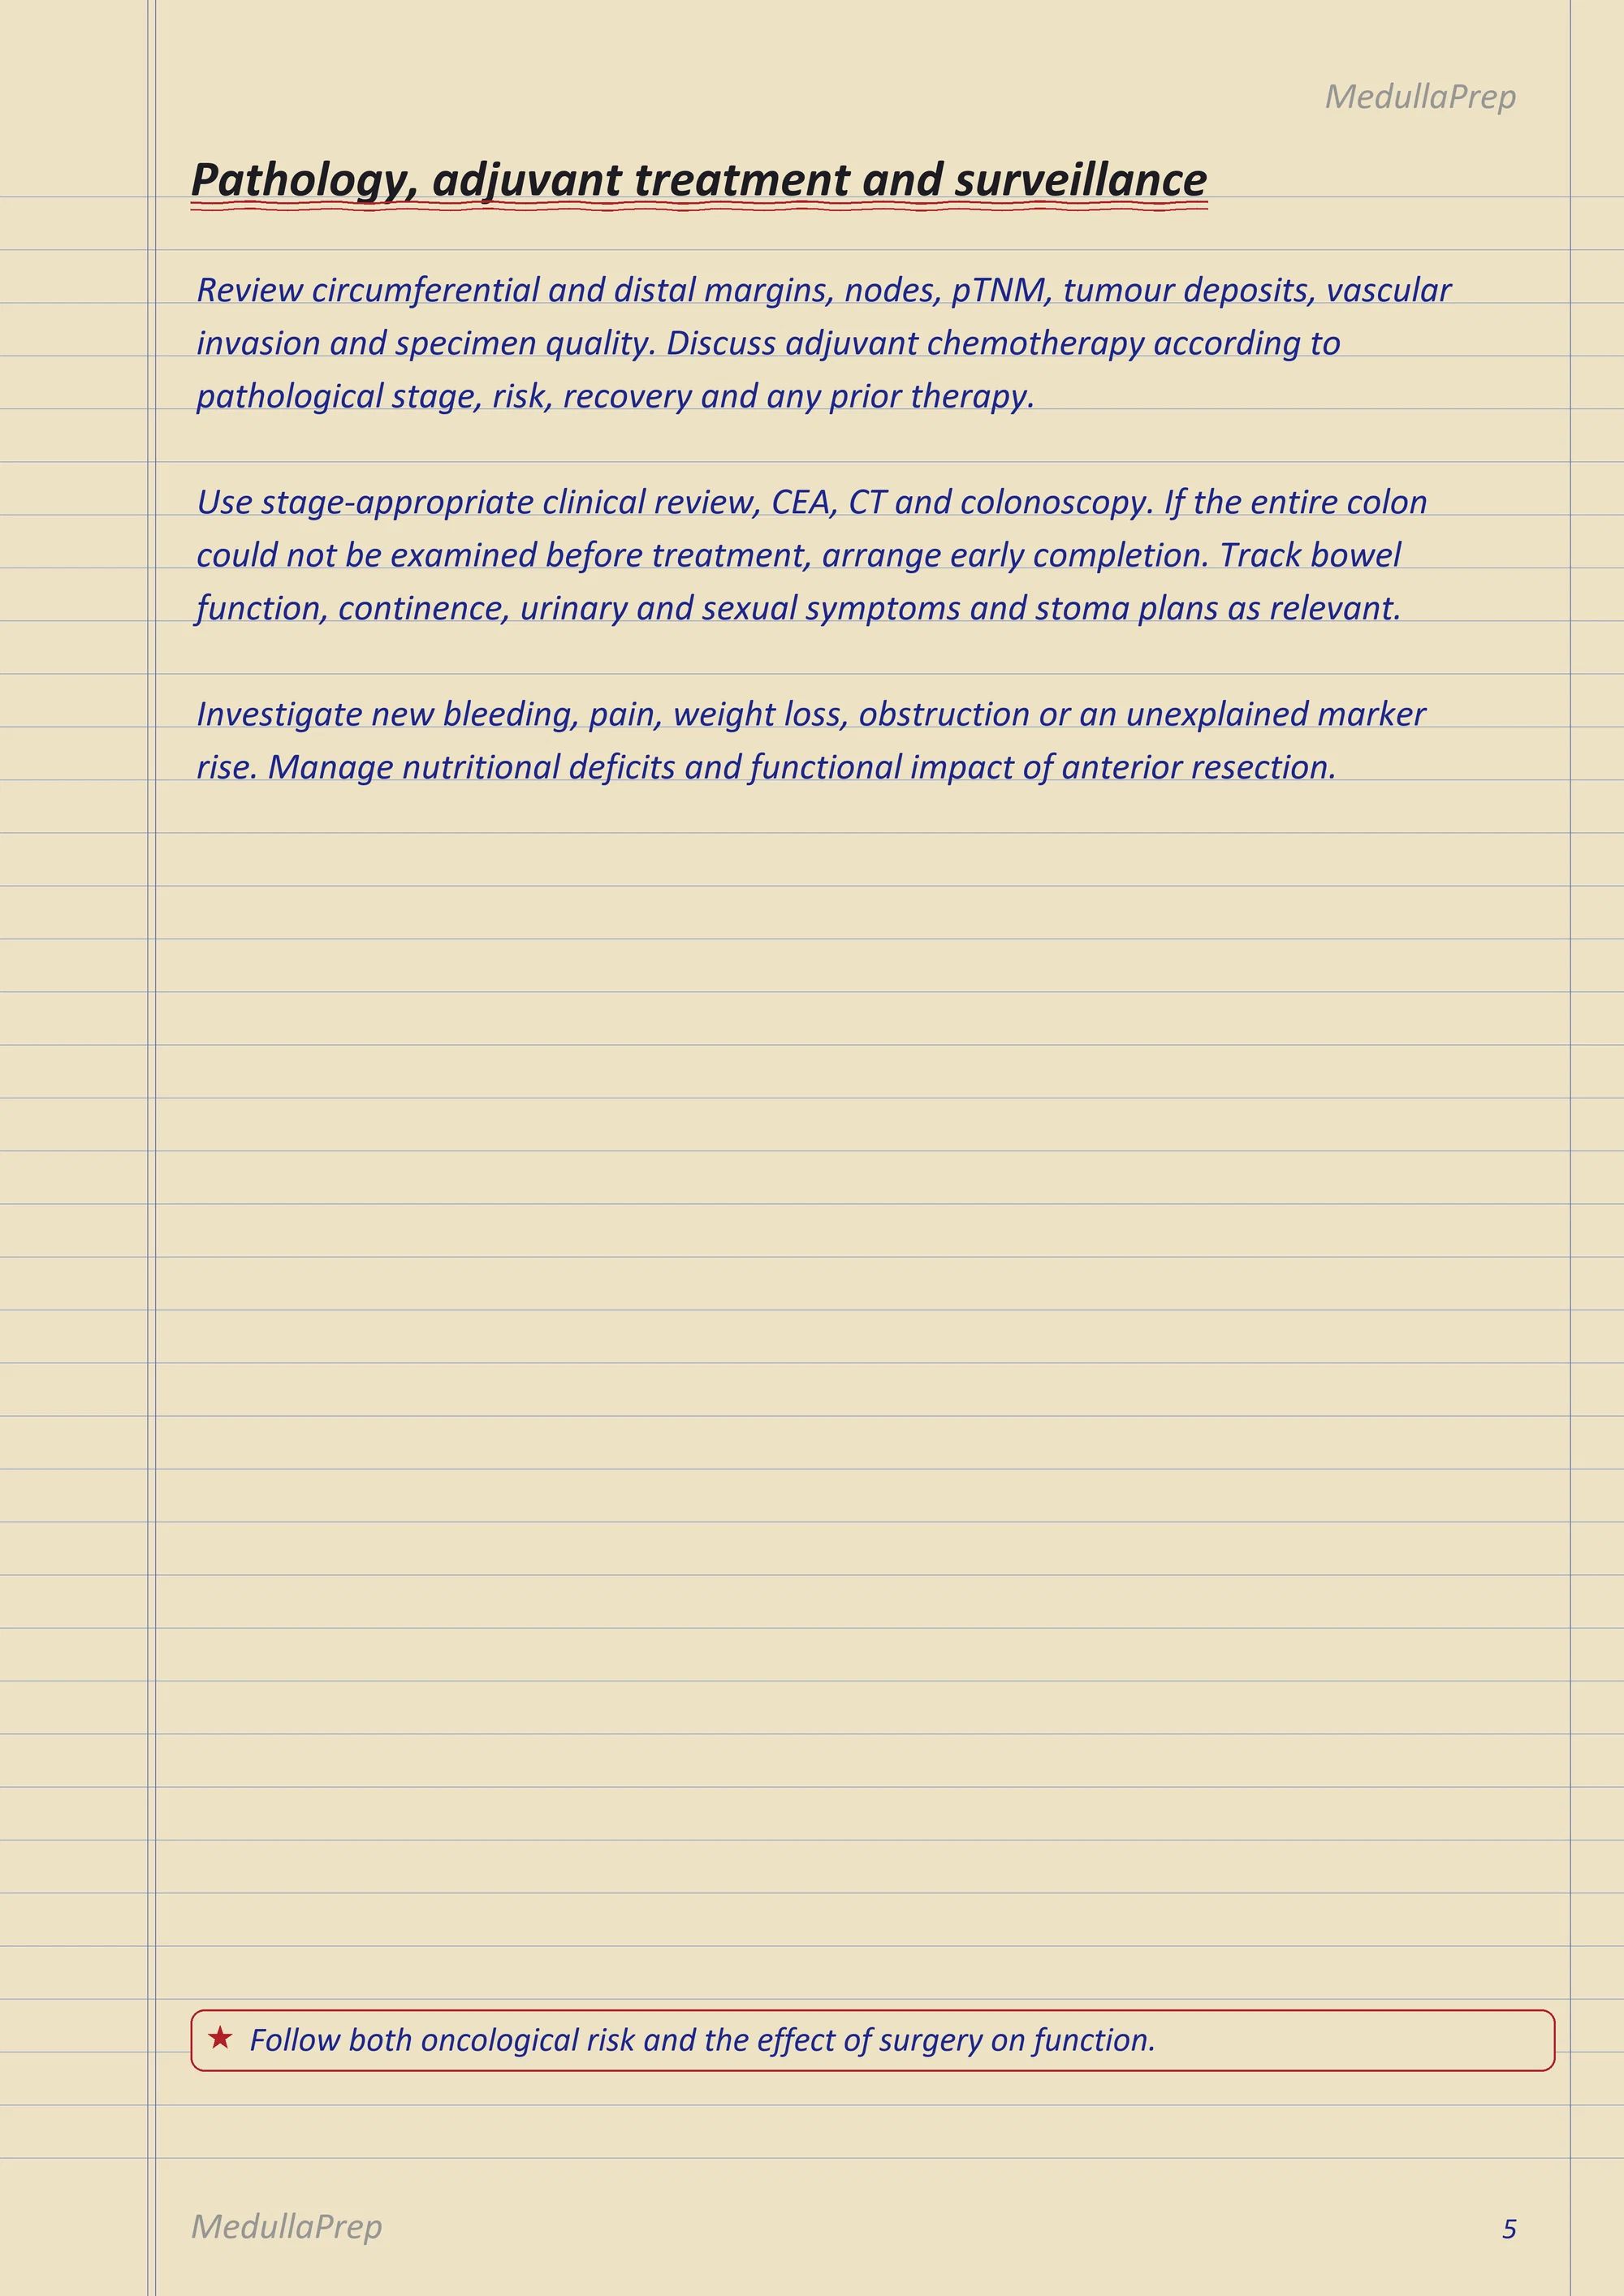 MedullaPrep
Pathology, adjuvant treatment and surveillance
Review circumferential and distal margins, nodes, pTNM, tumour deposits, vascular
invasion and specimen quality. Discuss adjuvant chemotherapy according to
pathological stage, risk, recovery and any prior therapy.
Use stage-appropriate clinical review, CEA, CT and colonoscopy. If the entire colon
could not be examined before treatment, arrange early completion. Track bowel
function, continence, urinary and sexual symptoms and stoma plans as relevant.
Investigate new bleeding, pain, weight loss, obstruction or an unexplained marker
rise. Manage nutritional deficits and functional impact of anterior resection.
★ Follow both oncological risk and the effect of surgery on function.
MedullaPrep
5